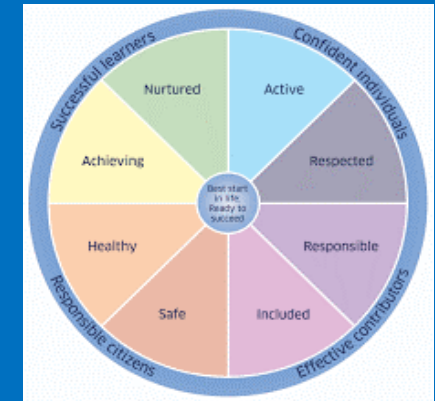 Successful learners
Confident individuals
Nurtured
Active
Achieving
Respected
Best start
in life,
Ready to
succeed
Healthy
Responsible
Safe
Included
Responsible citizens
Effective contributors